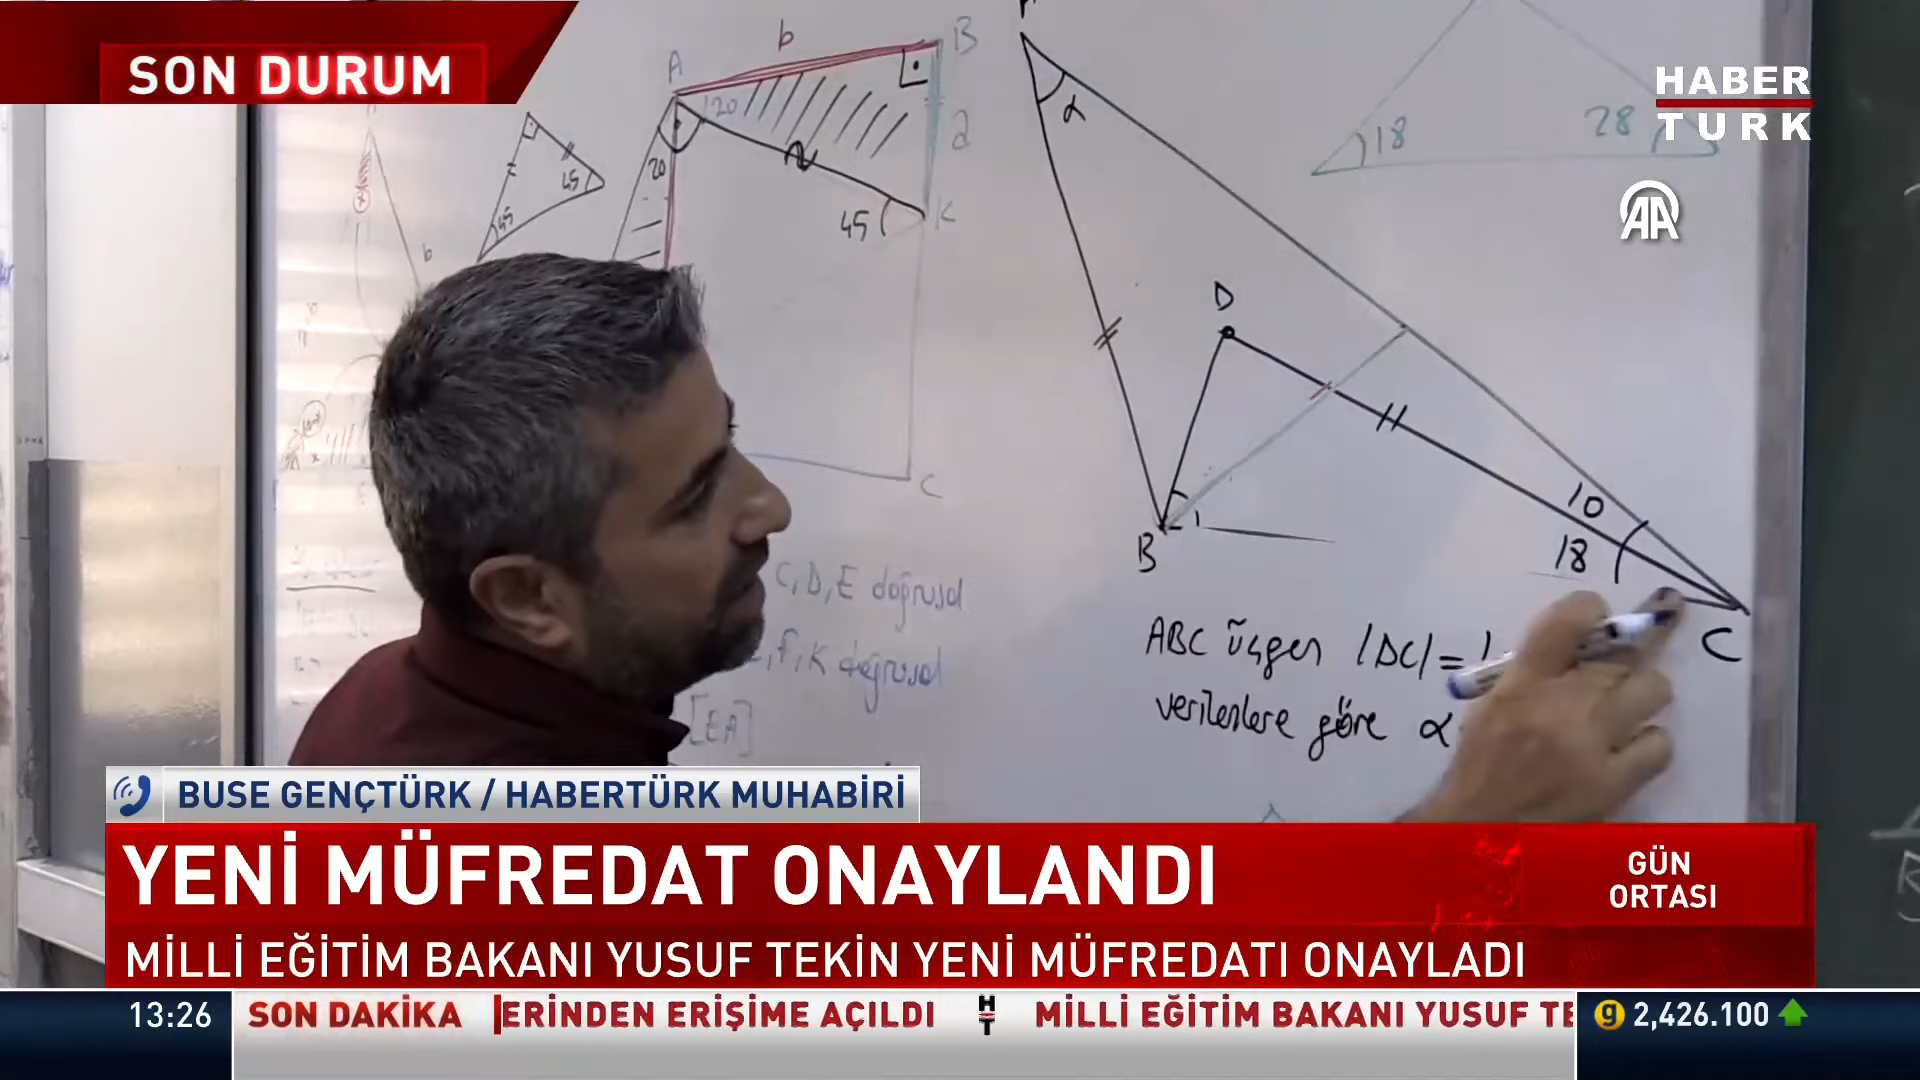 SON DURUM
HABER
TURK
AA
b
B
A
120
a
20
45
K
45
45
b
C
α
18
28
D
10
18
B
C
C, D, E doğrusal
F, K doğrusal
[EA]
ABC üçgen |DC| =
verilenlere göre α
BUSE GENÇTÜRK / HABERTÜRK MUHABİRİ
YENİ MÜFREDAT ONAYLANDI
GÜN
ORTASI
MİLLİ EĞİTİM BAKANI YUSUF TEKİN YENİ MÜFREDATI ONAYLADI
13:26
SON DAKİKA
ERİNDEN ERİŞİME AÇILDI
HT
MİLLİ EĞİTİM BAKANI YUSUF TE
g 2,426.100